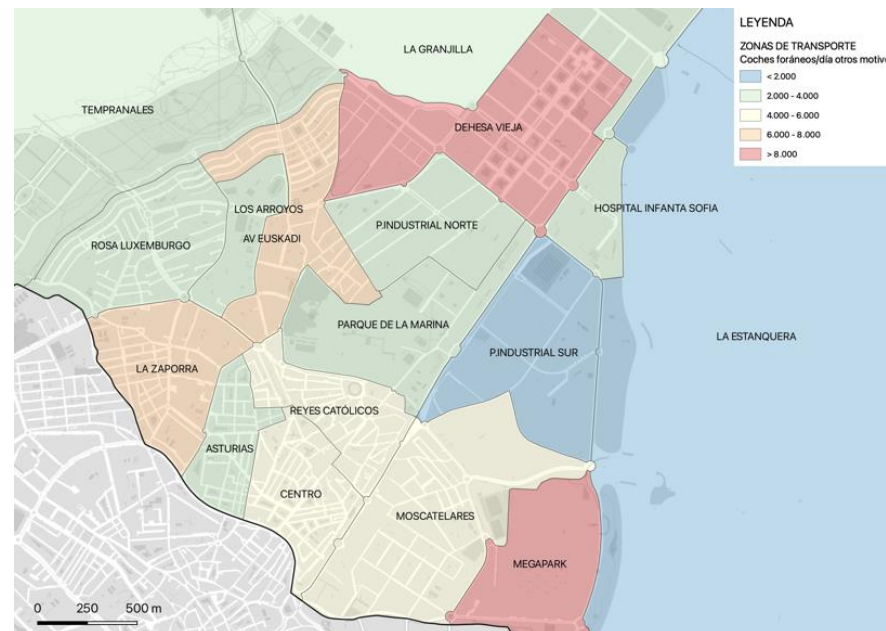 LEYENDA
ZONAS DE TRANSPORTE
Coches foráneos/día otros motivo
< 2.000
2.000 - 4.000
4.000 - 6.000
6.000 - 8.000
> 8.000
LA GRANJILLA
TEMPRANALES
DEHESA VIEJA
LOS ARROYOS
HOSPITAL INFANTA SOFIA
P.INDUSTRIAL NORTE
AV EUSKADI
ROSA LUXEMBURGO
PARQUE DE LA MARINA
LA ESTANQUERA
P.INDUSTRIAL SUR
LA ZAPORRA
REYES CATÓLICOS
ASTURIAS
CENTRO
MOSCATELARES
MEGAPARK
0 250 500 m